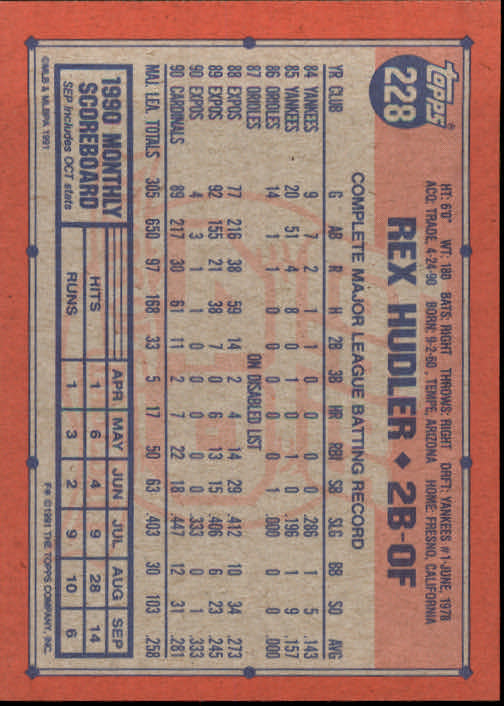 topps®
228
HT: 6'0" WT: 180 BATS: RIGHT THROWS: RIGHT DRFT: YANKEES #1-JUNE, 1978
ACQ: TRADE, 4-24-90 BORN: 9-2-60, TEMPE, ARIZONA HOME: FRESNO, CALIFORNIA
REX HUDLER ♦ 2B-OF
COMPLETE MAJOR LEAGUE BATTING RECORD
YR CLUB G AB R H 2B 3B HR RBI SB SLG BB SO AVG
84 YANKEES 9 7 2 1 1 0 0 0 0 .286 1 5 .143
85 YANKEES 20 51 4 8 0 1 0 1 0 .196 1 9 .157
86 ORIOLES 14 1 1 0 0 0 0 0 1 .000 0 0 .000
87 ORIOLES ON DISABLED LIST
88 EXPOS 77 216 38 59 14 2 4 14 29 .412 10 34 .273
89 EXPOS 92 155 21 38 7 0 6 13 15 .406 6 23 .245
90 EXPOS 4 3 1 1 0 0 0 0 0 .333 0 1 .333
90 CARDINALS 89 217 30 61 11 2 7 22 18 .447 12 31 .281
MAJ. LEA. TOTALS 305 650 97 168 33 5 17 50 63 .403 30 103 .258
1990 MONTHLY
SCOREBOARD
SEP includes OCT stats
APR MAY JUN JUL AUG SEP
HITS 1 6 4 9 28 14
RUNS 1 3 2 9 10 6
©MLB & MLBPA 1991 F* ©1991 THE TOPPS COMPANY, INC.